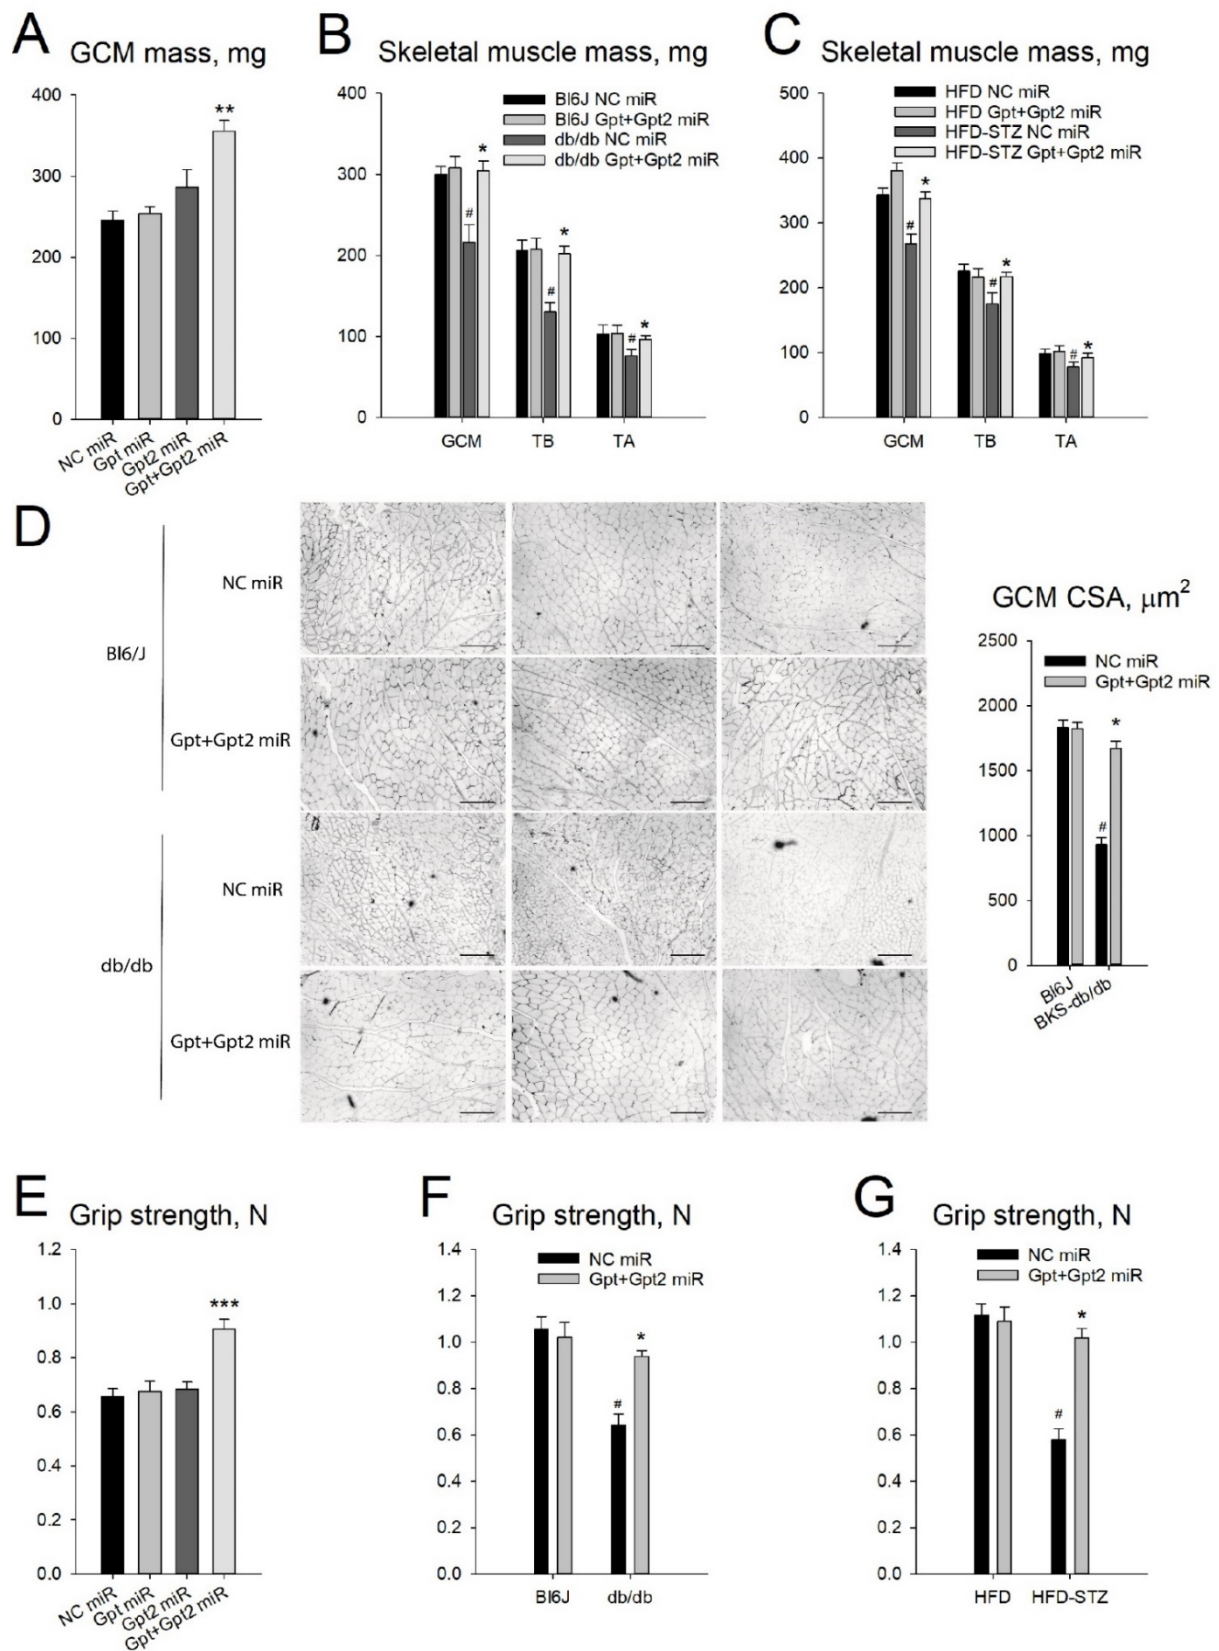 A GCM mass, mg
400
300
200
100
0
**
NC miR
Gpt miR
Gpt2 miR
Gpt+Gpt2 miR
B Skeletal muscle mass, mg
400
300
200
100
0
Bl6J NC miR
Bl6J Gpt+Gpt2 miR
db/db NC miR
db/db Gpt+Gpt2 miR
# *
# *
# *
GCM TB TA
C Skeletal muscle mass, mg
500
400
300
200
100
0
HFD NC miR
HFD Gpt+Gpt2 miR
HFD-STZ NC miR
HFD-STZ Gpt+Gpt2 miR
# *
# *
# *
GCM TB TA
D
Bl6/J
NC miR
Gpt+Gpt2 miR
db/db
NC miR
Gpt+Gpt2 miR
GCM CSA, μm²
2500
2000
1500
1000
500
0
NC miR
Gpt+Gpt2 miR
# *
Bl6J
BKS-db/db
E Grip strength, N
1.2
1.0
0.8
0.6
0.4
0.2
0.0
***
NC miR
Gpt miR
Gpt2 miR
Gpt+Gpt2 miR
F Grip strength, N
1.4
1.2
1.0
0.8
0.6
0.4
0.2
0.0
NC miR
Gpt+Gpt2 miR
# *
Bl6J db/db
G Grip strength, N
1.4
1.2
1.0
0.8
0.6
0.4
0.2
0.0
NC miR
Gpt+Gpt2 miR
# *
HFD HFD-STZ